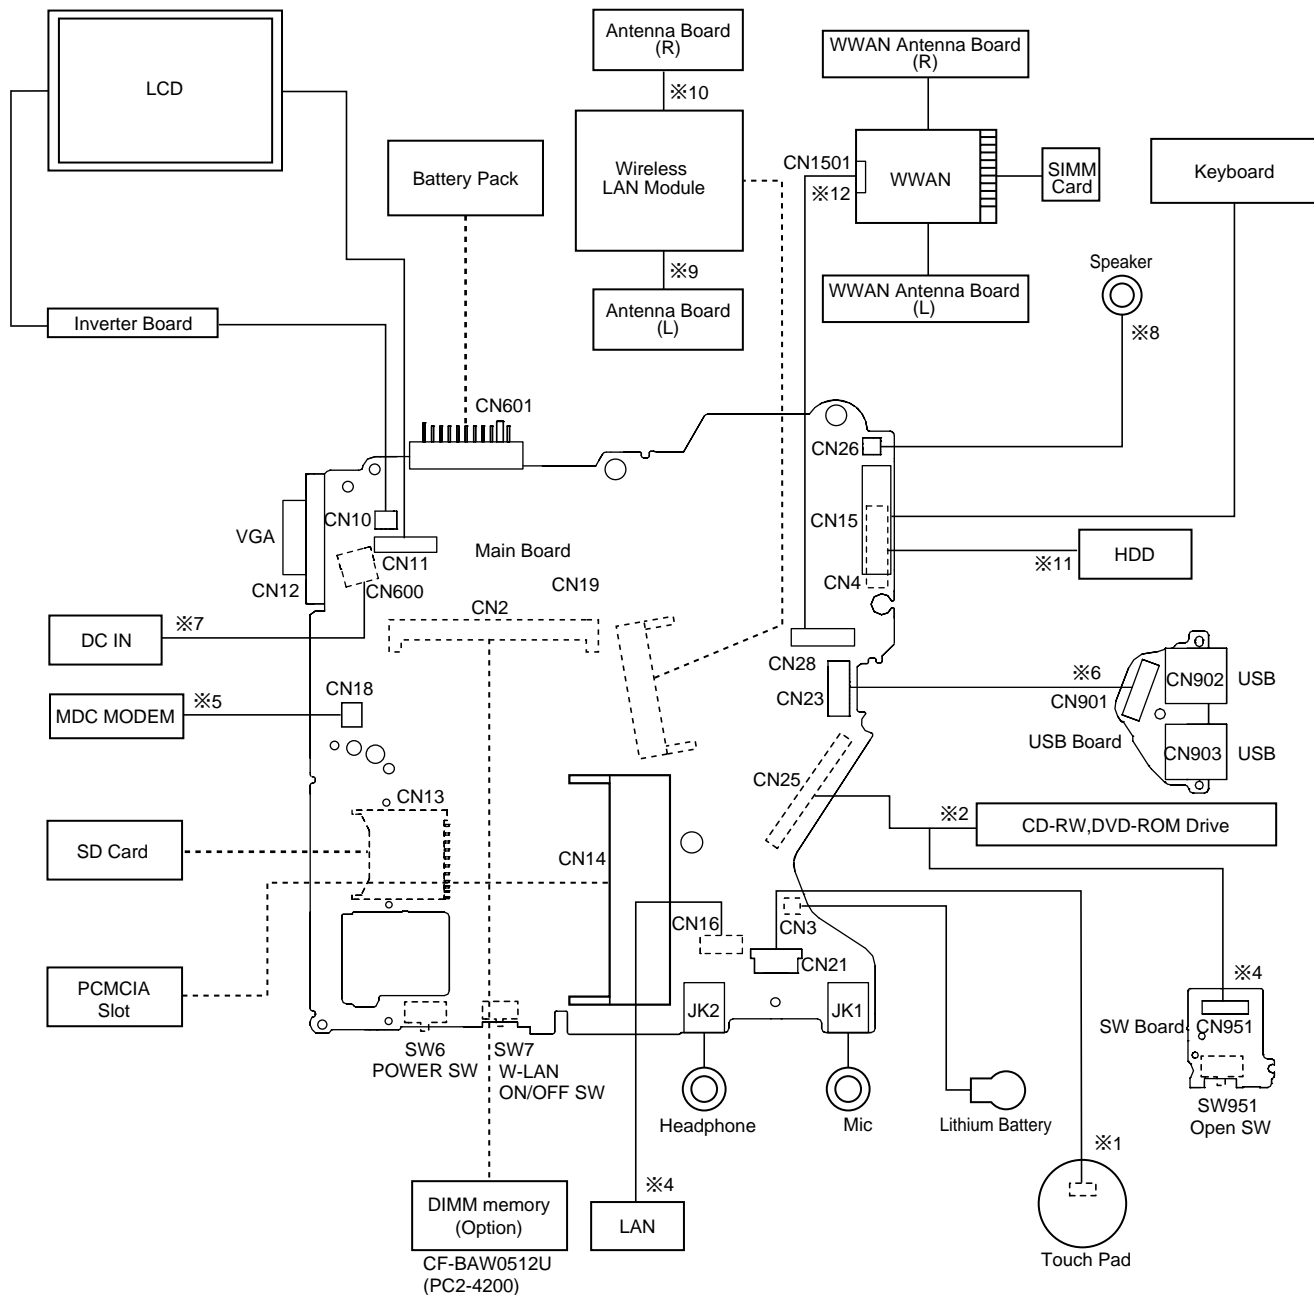 LCD
Antenna Board
(R)
WWAN Antenna Board
(R)
※10
Battery Pack
Wireless
LAN Module
CN1501
※12
WWAN
SIMM
Card
Keyboard
※9
Speaker
Inverter Board
Antenna Board
(L)
WWAN Antenna Board
(L)
※8
CN601
CN26
CN10
VGA
CN15
Main Board
CN11
HDD
※11
CN12
CN600
CN19
CN4
CN2
※7
DC IN
CN28
※6
CN902
USB
CN18
CN23
CN901
※5
MDC MODEM
USB Board
CN903
USB
CN25
CN13
※2
CD-RW,DVD-ROM Drive
SD Card
CN14
CN16
CN3
CN21
※4
PCMCIA
Slot
JK2
JK1
SW Board
CN951
SW6
POWER SW
SW7
W-LAN
ON/OFF SW
Headphone
Mic
Lithium Battery
SW951
Open SW
※1
※4
DIMM memory
(Option)
LAN
Touch Pad
CF-BAW0512U
(PC2-4200)